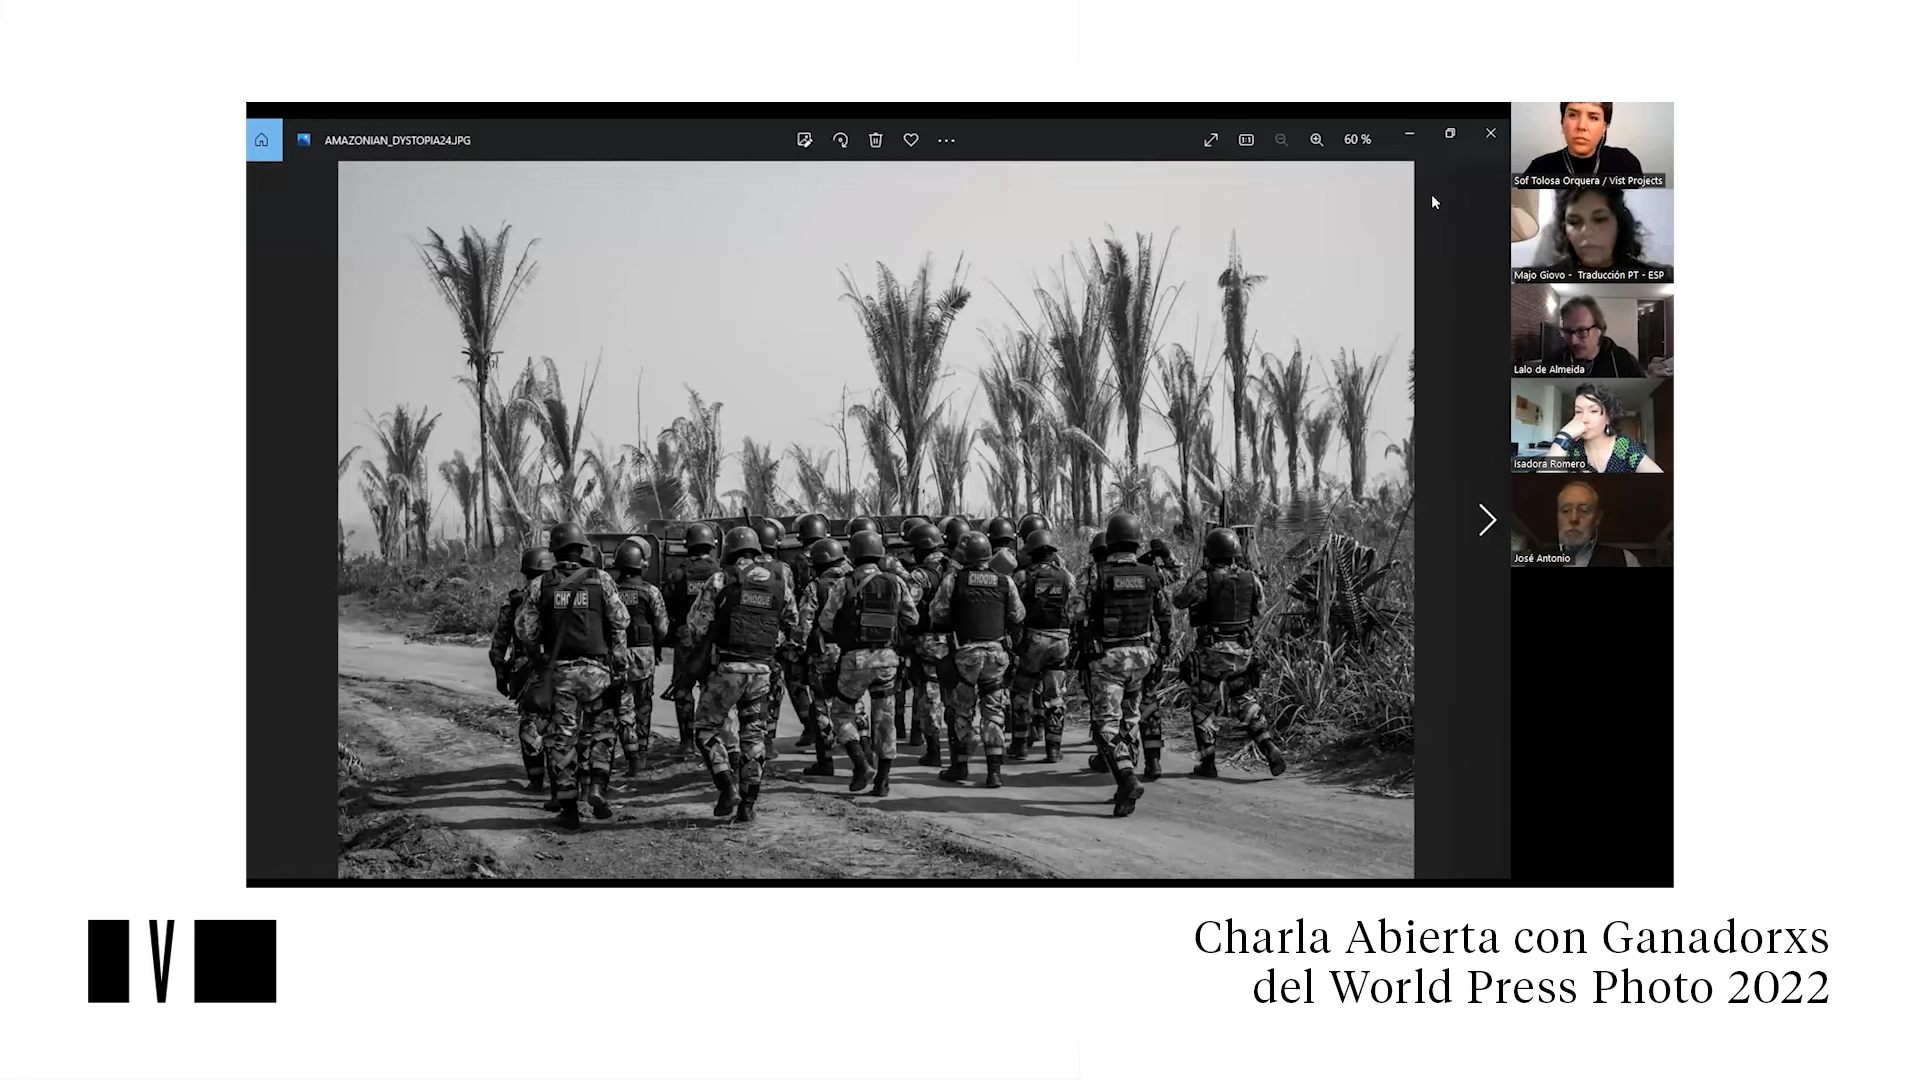 AMAZONIAN_DYSTOPIA24.JPG
60 %
Sof Tolosa Orquera / Vist Projects
Majo Giovo - Traducción PT - ESP
Lalo de Almeida
Isadora Romero
José Antonio
CHOQUE
CHOQUE
CHOQUE
CHOQUE
V
Charla Abierta con Ganadorxs
del World Press Photo 2022